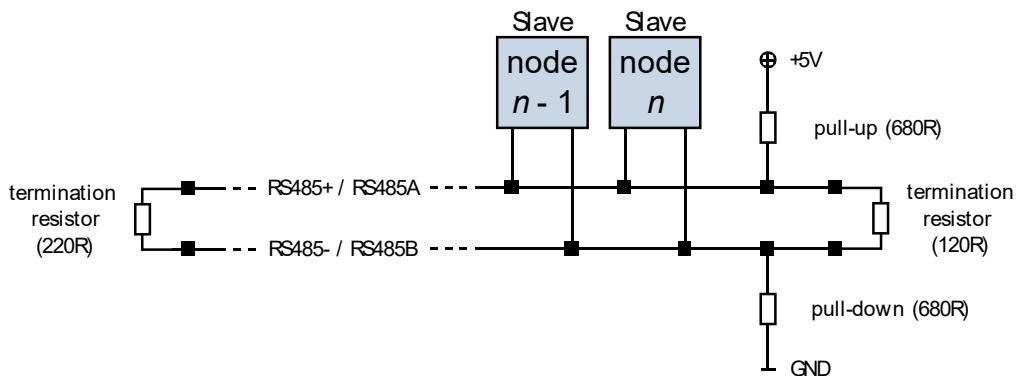 Slave
Slave
node
n - 1
node
n
+5V
pull-up (680R)
termination
resistor
(220R)
RS485+ / RS485A
RS485- / RS485B
termination
resistor
(120R)
pull-down (680R)
GND